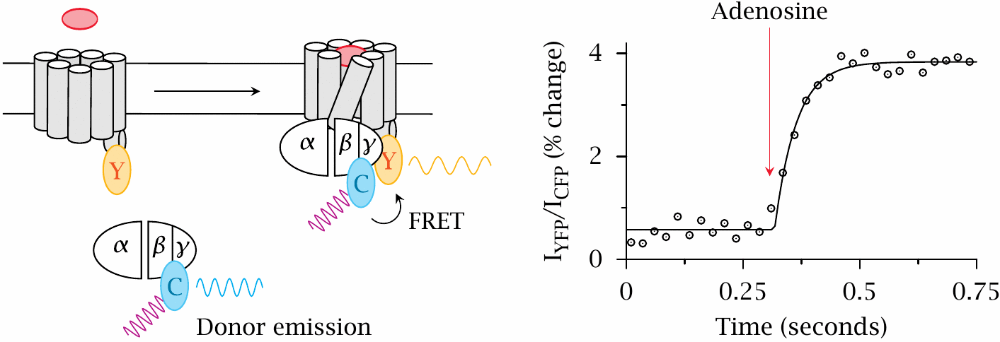 Y
α β γ
C
Donor emission
α β γ
Y
C
FRET
Adenosine
I_YFP/I_CFP (% change)
4
2
0
0 0.25 0.5 0.75
Time (seconds)